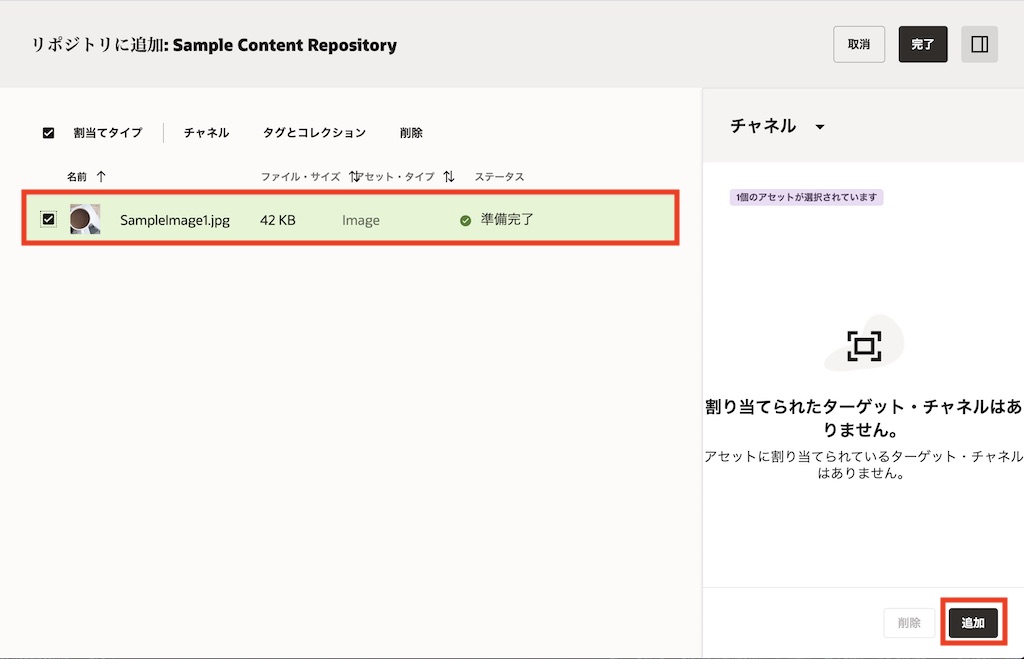 リポジトリに追加: Sample Content Repository
取消
完了
割当てタイプ
チャネル
タグとコレクション
削除
名前
ファイル・サイズ
アセット・タイプ
ステータス
SampleImage1.jpg
42 KB
Image
準備完了
チャネル
1個のアセットが選択されています
割り当てられたターゲット・チャネルはあ
りません。
アセットに割り当てられているターゲット・チャネル
はありません。
削除
追加